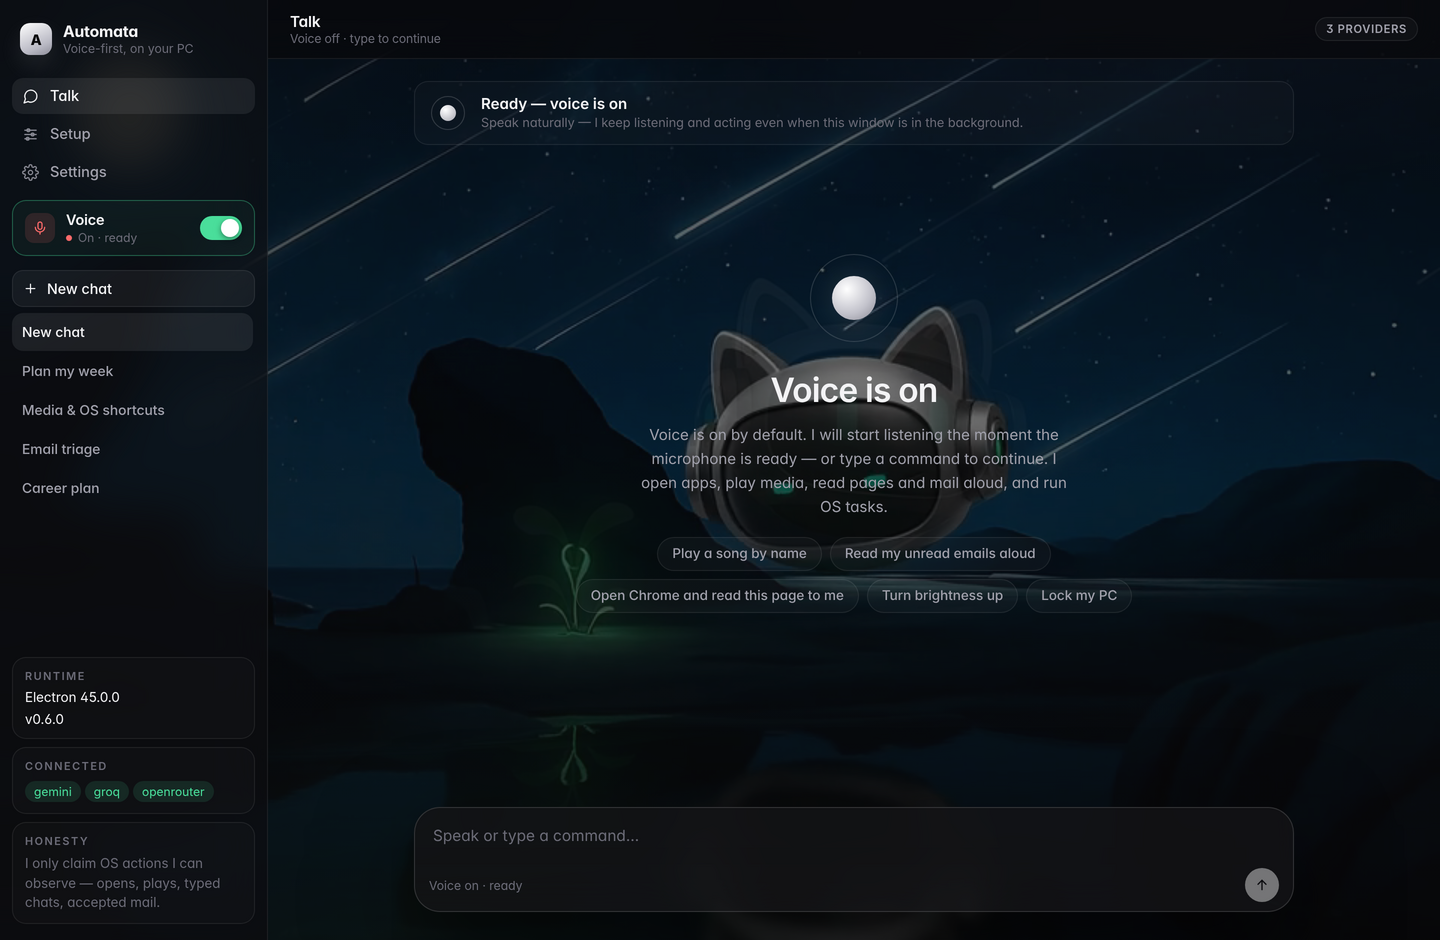 A
Automata
Voice-first, on your PC
Talk
Setup
Settings
Voice
On · ready
New chat
New chat
Plan my week
Media & OS shortcuts
Email triage
Career plan
RUNTIME
Electron 45.0.0
v0.6.0
CONNECTED
gemini groq openrouter
HONESTY
I only claim OS actions I can
observe — opens, plays, typed
chats, accepted mail.
Talk
Voice off · type to continue
3 PROVIDERS
Ready — voice is on
Speak naturally — I keep listening and acting even when this window is in the background.
Voice is on
Voice is on by default. I will start listening the moment the
microphone is ready — or type a command to continue. I
open apps, play media, read pages and mail aloud, and run
OS tasks.
Play a song by name Read my unread emails aloud
Open Chrome and read this page to me Turn brightness up Lock my PC
Speak or type a command...
Voice on · ready